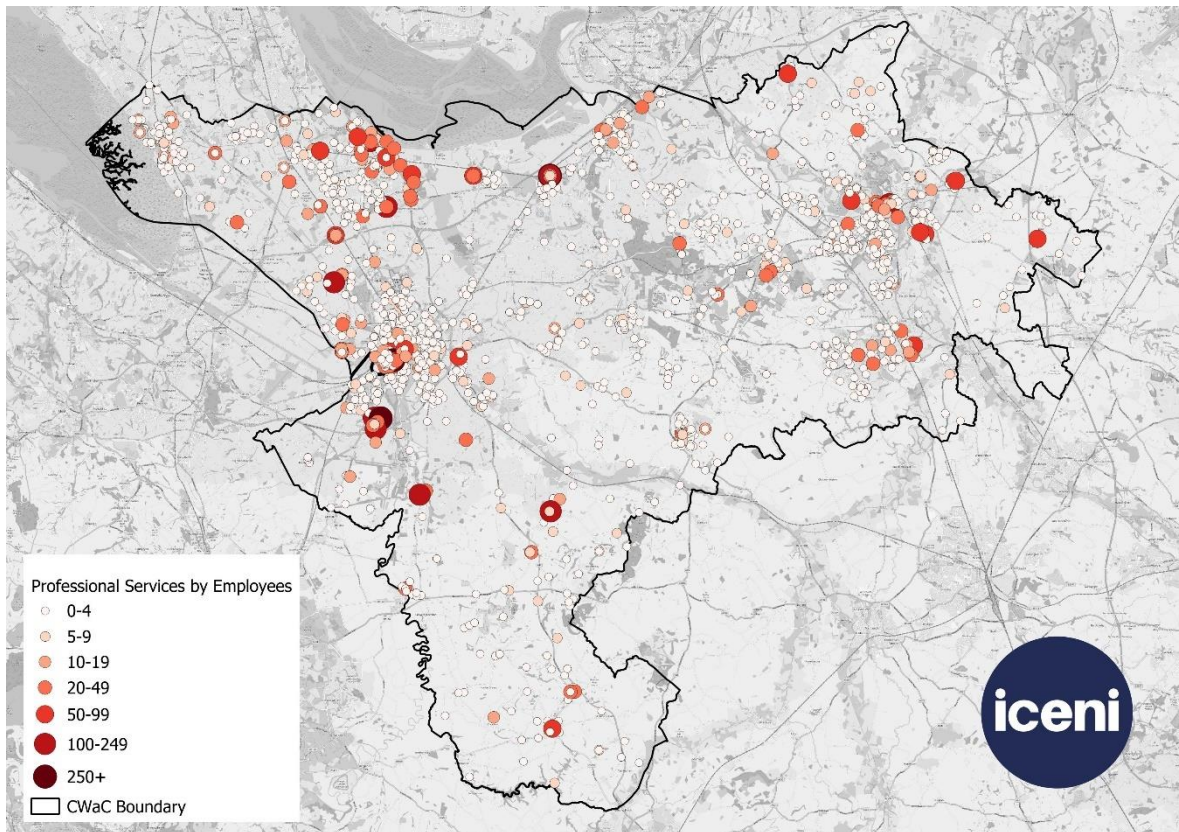 Professional Services by Employees
0-4
5-9
10-19
20-49
50-99
100-249
250+
CWaC Boundary
iceni